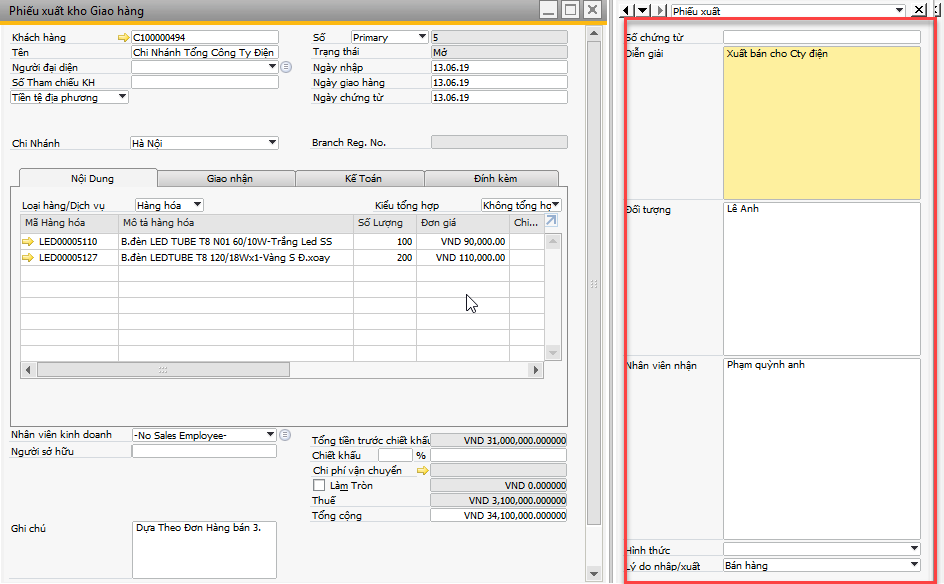 Phiếu xuất kho Giao hàng
Khách hàng C100000494
Tên Chi Nhánh Tổng Công Ty Điện
Người đại diện
Số Tham chiếu KH
Tiền tệ địa phương
Chi Nhánh Hà Nội
Số Primary 5
Trạng thái Mở
Ngày nhập 13.06.19
Ngày giao hàng 13.06.19
Ngày chứng từ 13.06.19
Branch Reg. No.
Nội Dung Giao nhận Kế Toán Đính kèm
Loại hàng/Dịch vụ Hàng hóa Kiểu tổng hợp Không tổng hợ
Mã Hàng hóa Mô tả hàng hóa Số Lượng Đơn giá Chi...
LED00005110 B.đèn LED TUBE T8 N01 60/10W-Trắng Led SS 100 VND 90,000.00
LED00005127 B.đèn LEDTUBE T8 120/18Wx1-Vàng S Đ.xoay 200 VND 110,000.00
Nhân viên kinh doanh -No Sales Employee-
Người sở hữu
Ghi chú Dựa Theo Đơn Hàng bán 3.
Tổng tiền trước chiết khấu VND 31,000,000.000000
Chiết khấu %
Chi phí vận chuyển
Làm Tròn VND 0.000000
Thuế VND 3,100,000.000000
Tổng cộng VND 34,100,000.000000
Phiếu xuất
Số chứng từ
Diễn giải Xuất bán cho Cty điện
Đối tượng Lê Anh
Nhân viên nhận Phạm quỳnh anh
Hình thức
Lý do nhập/xuất Bán hàng